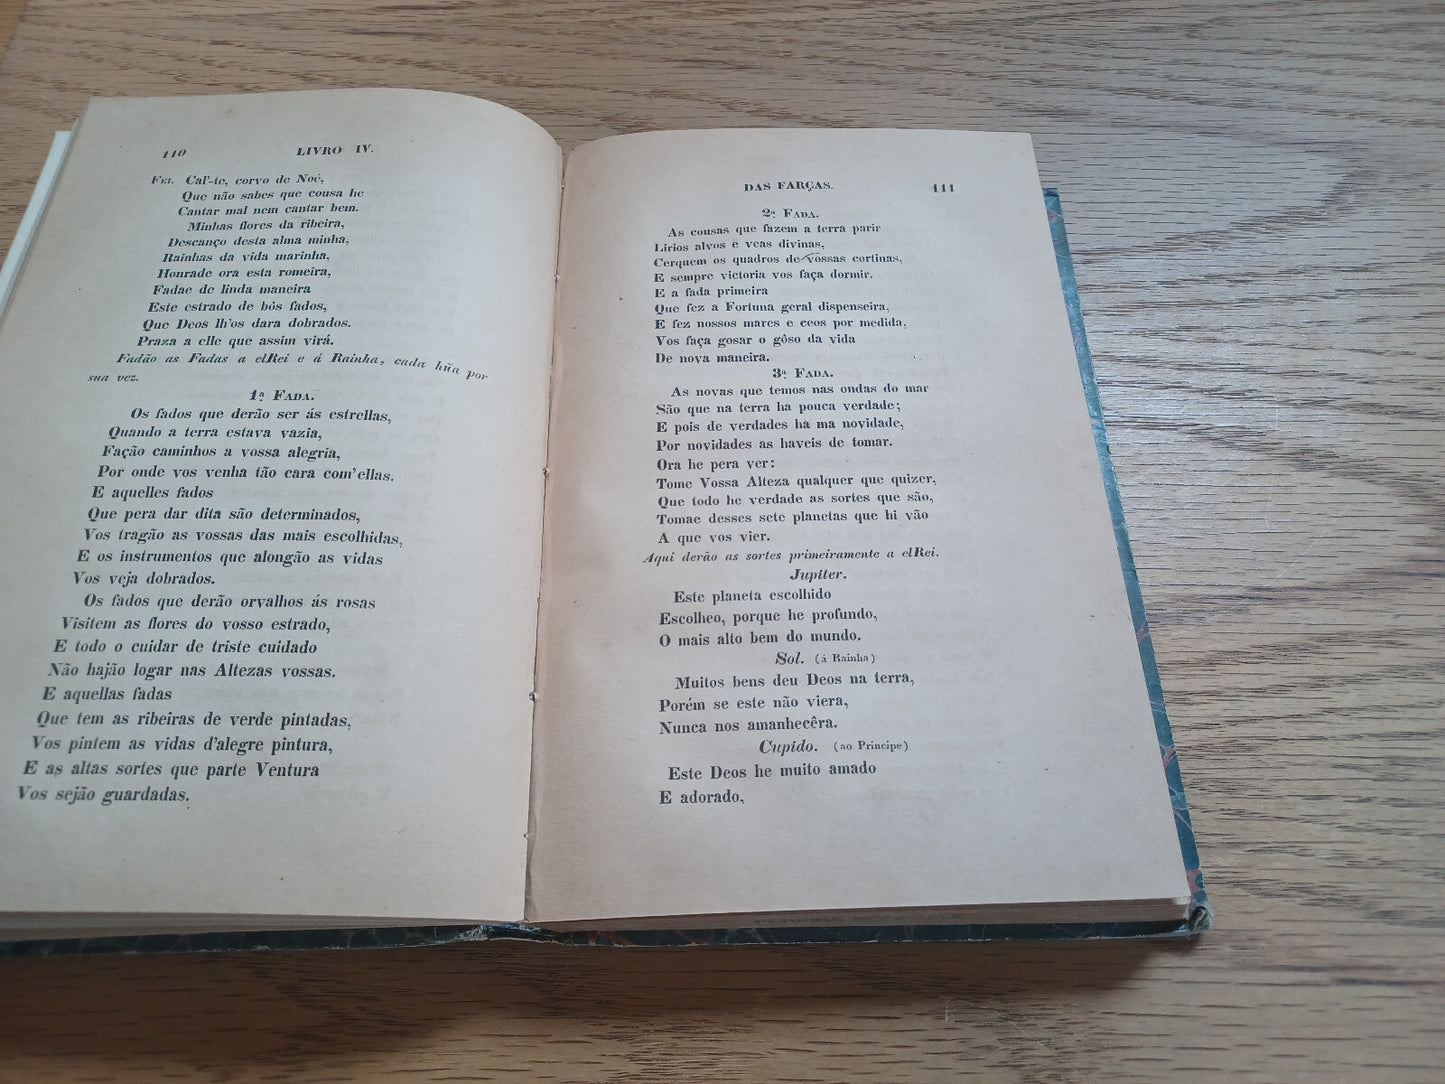 110 LIVRO IV.
FEI. Cal'-te, corvo de Noé,
Que não sabes que cousa he
Cantar mal nem cantar bem.
Minhas flores da ribeira,
Descanço desta alma minha,
Rainhas da vida marinha,
Honrade ora esta romeira,
Fadae de linda maneira
Este estrado de bôs fados,
Que Deos lh'os dara dobrados.
Praza a elle que assim virá.
Fadão as Fadas a elRei e á Rainha, cada hũa por
sua vez.
1.ª FADA.
Os fados que derão ser ás estrellas,
Quando a terra estava vazia,
Fação caminhos a vossa alegria,
Por onde vos venha tão cara com'ellas.
E aquelles fados
Que pera dar dita são determinados,
Vos tragão as vossas das mais escolhidas,
E os instrumentos que alongão as vidas
Vos veja dobrados.
Os fados que derão orvalhos ás rosas
Visitem as flores do vosso estrado,
E todo o cuidar de triste cuidado
Não hajão logar nas Altezas vossas.
E aquellas fadas
Que tem as ribeiras de verde pintadas,
Vos pintem as vidas d'alegre pintura,
E as altas sortes que parte Ventura
Vos sejão guardadas.
DAS FARÇAS. 111
2.ª FADA.
As cousas que fazem a terra parir
Lirios alvos e veas divinas,
Cerquem os quadros de vossas cortinas,
E sempre victoria vos faça dormir.
E a fada primeira
Que fez a Fortuna geral dispenseira,
E fez nossos mares e ceos por medida,
Vos faça gosar o gôso da vida
De nova maneira.
3.ª FADA.
As novas que temos nas ondas do mar
São que na terra ha pouca verdade;
E pois de verdades ha ma novidade,
Por novidades as haveis de tomar.
Ora he pera ver:
Tome Vossa Alteza qualquer que quizer,
Que todo he verdade as sortes que são,
Tomae desses sete planetas que hi vão
A que vos vier.
Aqui derão as sortes primeiramente a elRei.
Jupiter.
Este planeta escolhido
Escolheo, porque he profundo,
O mais alto bem do mundo.
Sol. (á Rainha)
Muitos bens deu Deos na terra,
Porém se este não viera,
Nunca nos amanhecêra.
Cupido. (ao Principe)
Este Deos he muito amado
E adorado,